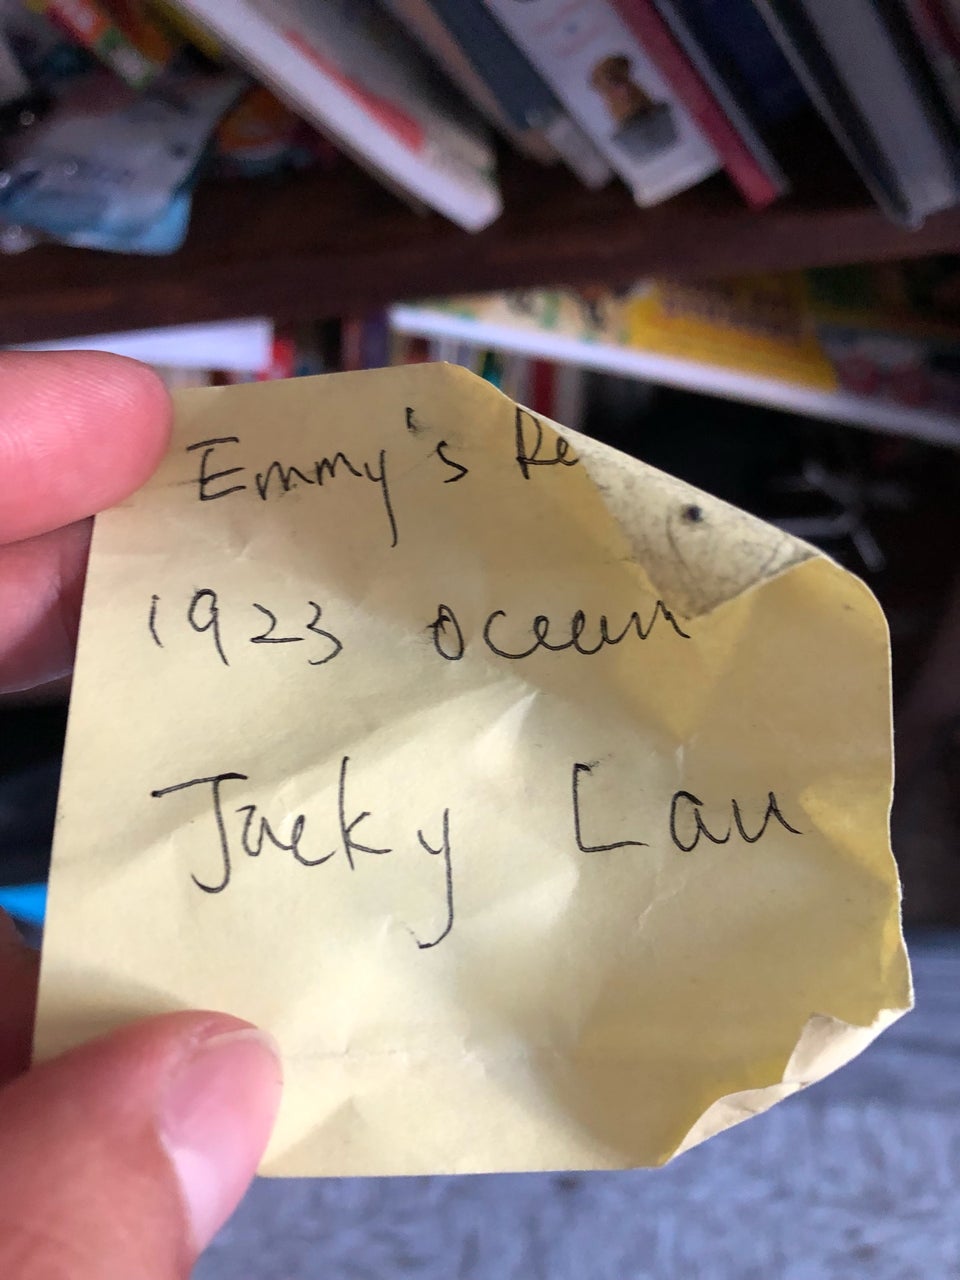 Emmy's Re
1923 Ocean
Jacky Lau